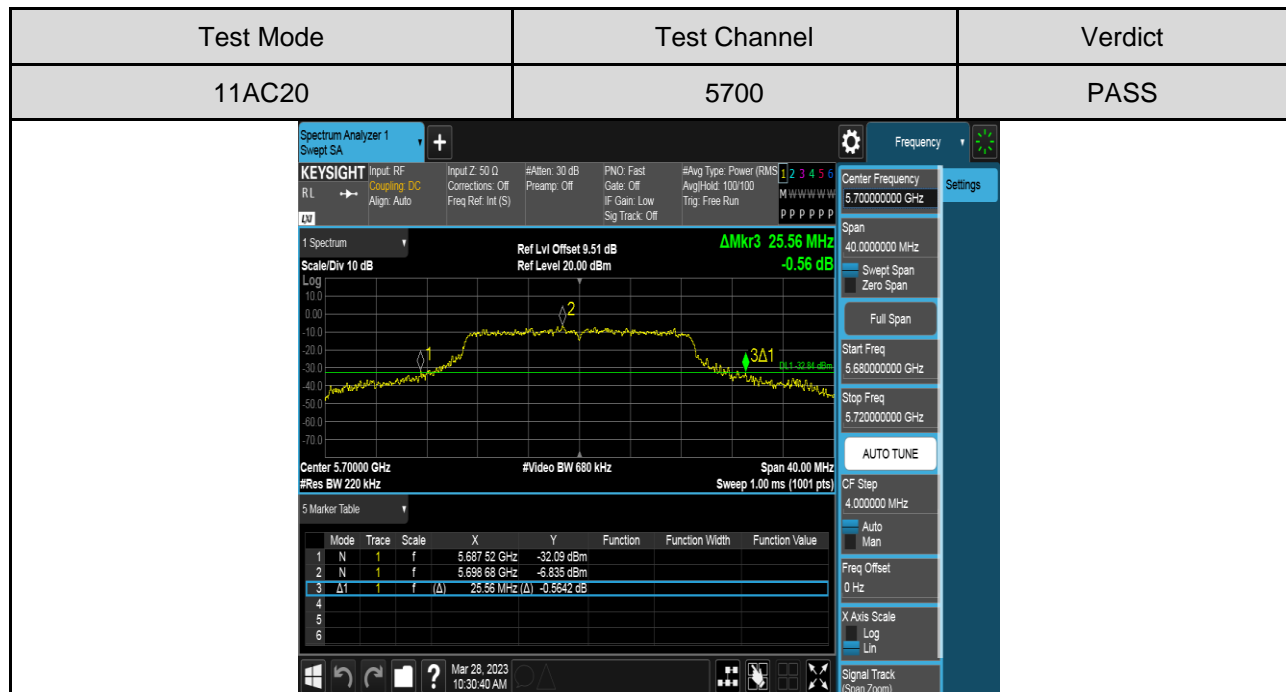 Test Mode Test Channel Verdict
11AC20 5700 PASS
Spectrum Analyzer 1
Swept SA
+
Frequency
Settings
KEYSIGHT
RL
LXI
Input: RF
Coupling: DC
Align: Auto
Input Z: 50 Ω
Corrections: Off
Freq Ref: Int (S)
#Atten: 30 dB
Preamp: Off
PNO: Fast
Gate: Off
IF Gain: Low
Sig Track: Off
#Avg Type: Power (RMS
Avg|Hold: 100/100
Trig: Free Run
1 2 3 4 5 6
M W W W W W
P P P P P P
1 Spectrum
Scale/Div 10 dB
Ref Lvl Offset 9.51 dB
Ref Level 20.00 dBm
ΔMkr3 25.56 MHz
-0.56 dB
Log
10.0
0.00
-10.0
-20.0
-30.0
-40.0
-50.0
-60.0
-70.0
1
2
3Δ1
DL1 -32.84 dBm
Center 5.70000 GHz #Video BW 680 kHz Span 40.00 MHz
#Res BW 220 kHz Sweep 1.00 ms (1001 pts)
5 Marker Table
Mode Trace Scale X Y Function Function Width Function Value
1 N 1 f 5.687 52 GHz -32.09 dBm
2 N 1 f 5.698 68 GHz -6.835 dBm
3 Δ1 1 f (Δ) 25.56 MHz (Δ) -0.5642 dB
4
5
6
?
Mar 28, 2023
10:30:40 AM
Center Frequency
5.700000000 GHz
Span
40.0000000 MHz
Swept Span
Zero Span
Full Span
Start Freq
5.680000000 GHz
Stop Freq
5.720000000 GHz
AUTO TUNE
CF Step
4.000000 MHz
Auto
Man
Freq Offset
0 Hz
X Axis Scale
Log
Lin
Signal Track
(Span Zoom)